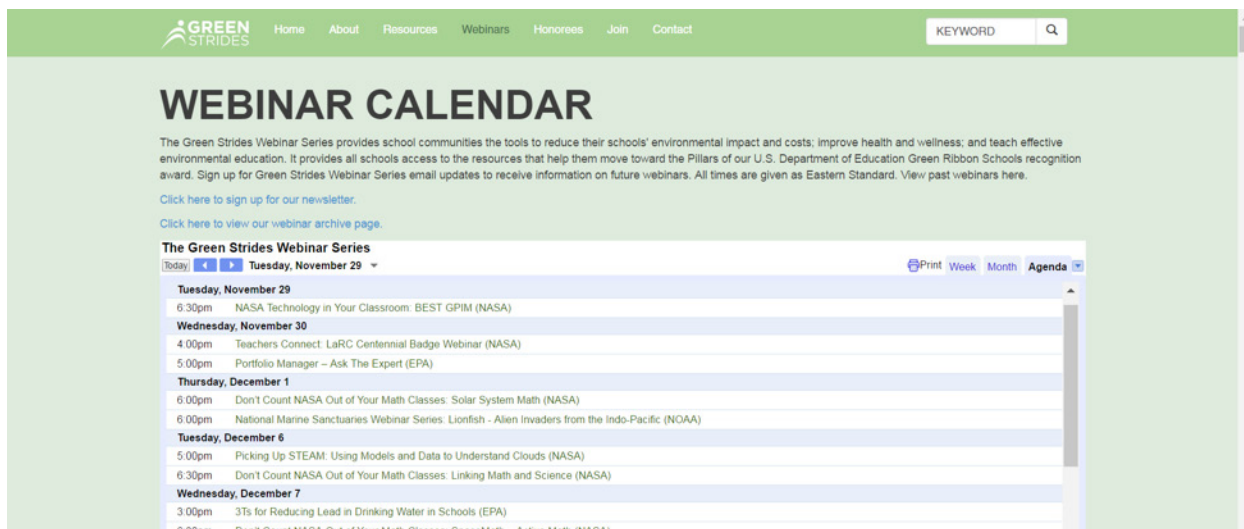 GREEN
STRIDES
Home About Resources Webinars Honorees Join Contact
KEYWORD
WEBINAR CALENDAR
The Green Strides Webinar Series provides school communities the tools to reduce their schools' environmental impact and costs; improve health and wellness; and teach effective
environmental education. It provides all schools access to the resources that help them move toward the Pillars of our U.S. Department of Education Green Ribbon Schools recognition
award. Sign up for Green Strides Webinar Series email updates to receive information on future webinars. All times are given as Eastern Standard. View past webinars here.
Click here to sign up for our newsletter.
Click here to view our webinar archive page.
The Green Strides Webinar Series
Today Tuesday, November 29 Print Week Month Agenda
Tuesday, November 29
6:30pm NASA Technology in Your Classroom: BEST GPIM (NASA)
Wednesday, November 30
4:00pm Teachers Connect: LaRC Centennial Badge Webinar (NASA)
5:00pm Portfolio Manager – Ask The Expert (EPA)
Thursday, December 1
6:00pm Don't Count NASA Out of Your Math Classes: Solar System Math (NASA)
6:00pm National Marine Sanctuaries Webinar Series: Lionfish - Alien Invaders from the Indo-Pacific (NOAA)
Tuesday, December 6
5:00pm Picking Up STEAM: Using Models and Data to Understand Clouds (NASA)
6:30pm Don't Count NASA Out of Your Math Classes: Linking Math and Science (NASA)
Wednesday, December 7
3:00pm 3Ts for Reducing Lead in Drinking Water in Schools (EPA)
Don't Count NASA Out of Your Math Classes: SpaceMath – Active Math (NASA)